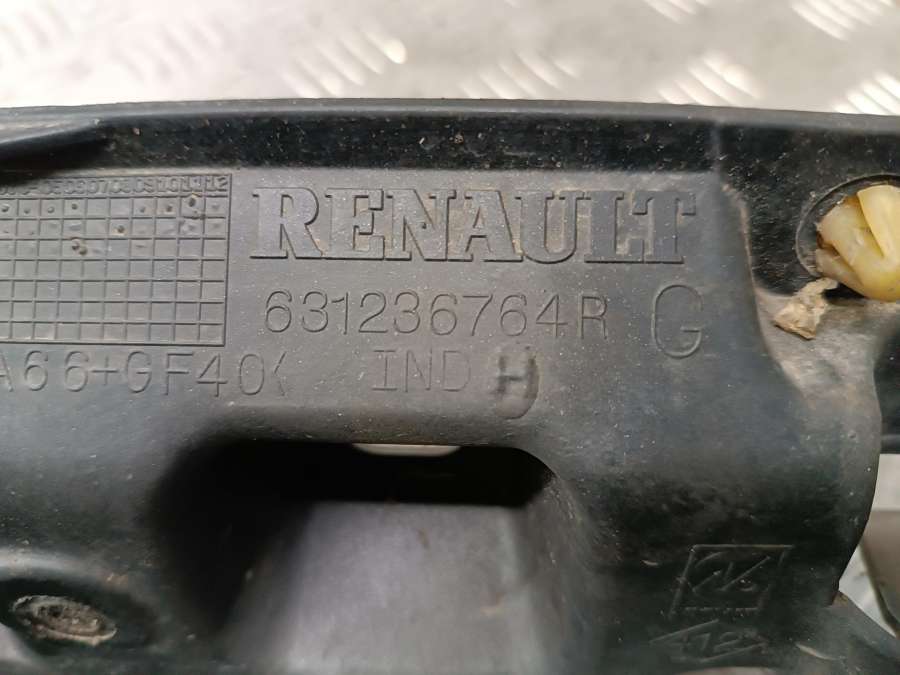 RENAULT
631236764R G
A66+GF40< IND H